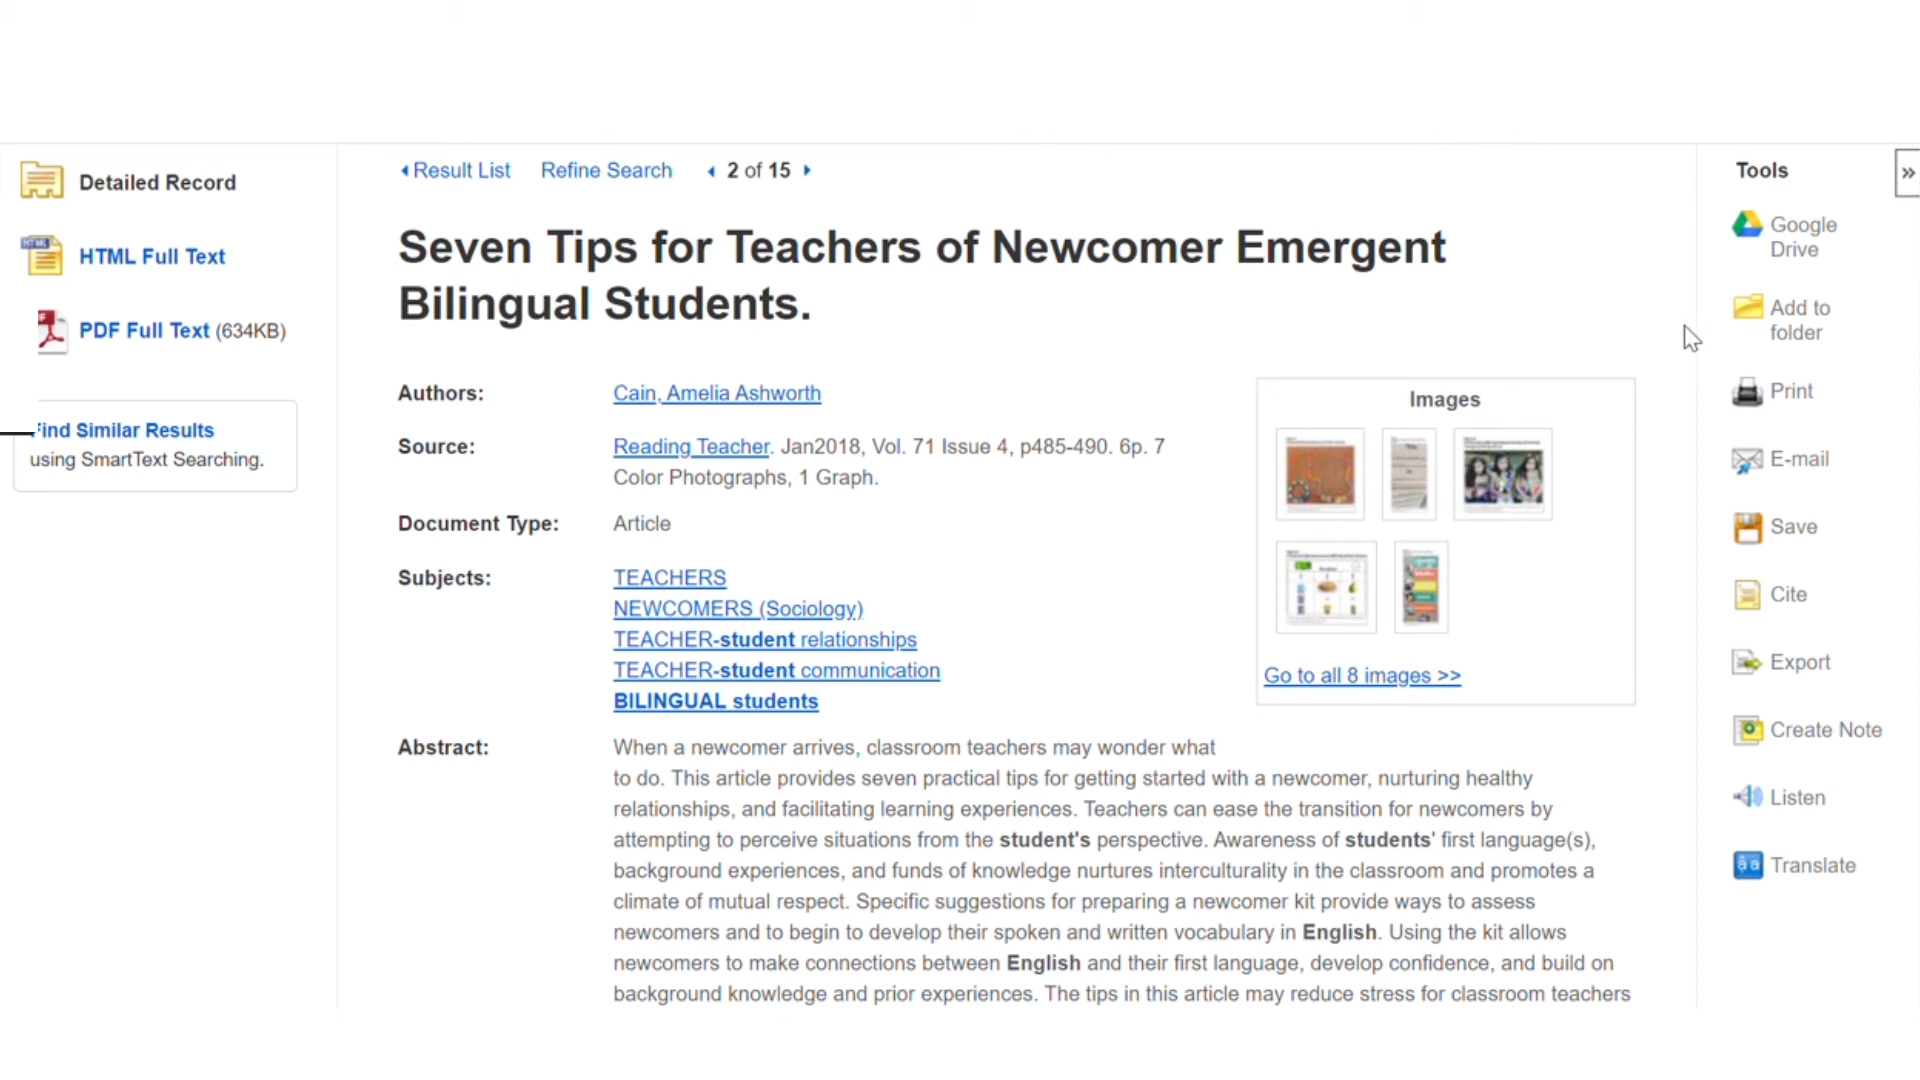 Detailed Record
HTML Full Text
PDF Full Text (634KB)
Find Similar Results
using SmartText Searching.
Result List Refine Search 2 of 15
Seven Tips for Teachers of Newcomer Emergent
Bilingual Students.
Authors: Cain, Amelia Ashworth
Source: Reading Teacher. Jan2018, Vol. 71 Issue 4, p485-490. 6p. 7
Color Photographs, 1 Graph.
Document Type: Article
Subjects: TEACHERS
NEWCOMERS (Sociology)
TEACHER-student relationships
TEACHER-student communication
BILINGUAL students
Images
Go to all 8 images >>
Abstract: When a newcomer arrives, classroom teachers may wonder what
to do. This article provides seven practical tips for getting started with a newcomer, nurturing healthy
relationships, and facilitating learning experiences. Teachers can ease the transition for newcomers by
attempting to perceive situations from the student's perspective. Awareness of students' first language(s),
background experiences, and funds of knowledge nurtures interculturality in the classroom and promotes a
climate of mutual respect. Specific suggestions for preparing a newcomer kit provide ways to assess
newcomers and to begin to develop their spoken and written vocabulary in English. Using the kit allows
newcomers to make connections between English and their first language, develop confidence, and build on
background knowledge and prior experiences. The tips in this article may reduce stress for classroom teachers
Tools »
Google
Drive
Add to
folder
Print
E-mail
Save
Cite
Export
Create Note
Listen
Translate